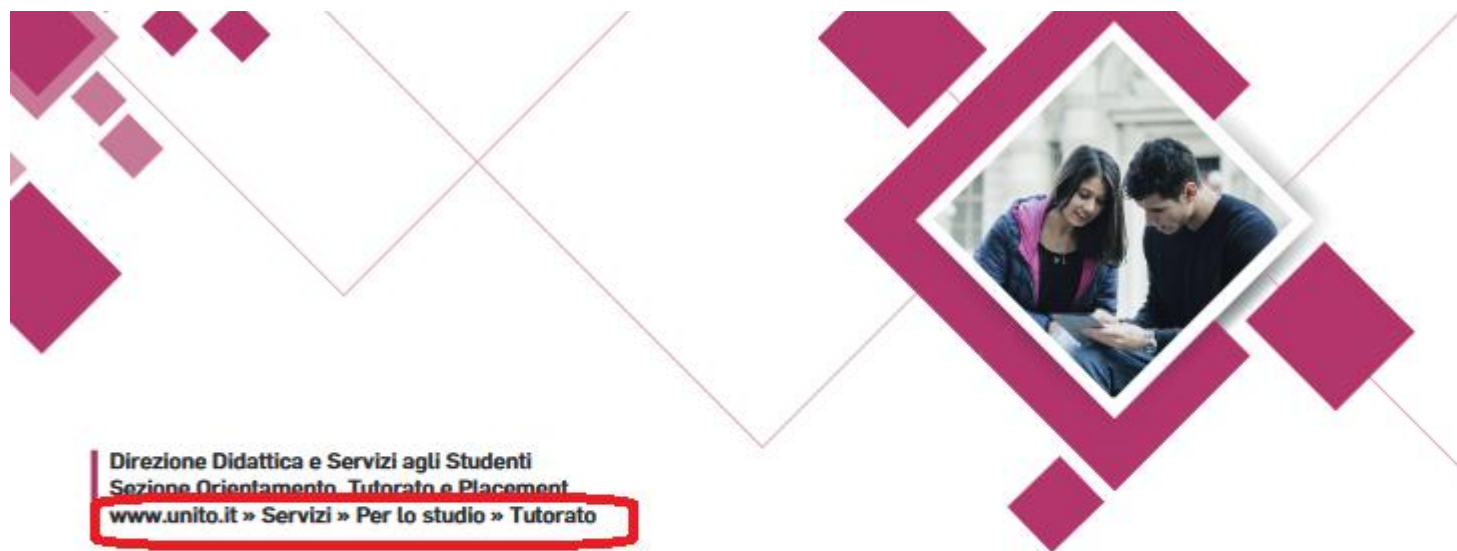 Direzione Didattica e Servizi agli Studenti
Sezione Orientamento, Tutorato e Placement
www.unito.it » Servizi » Per lo studio » Tutorato